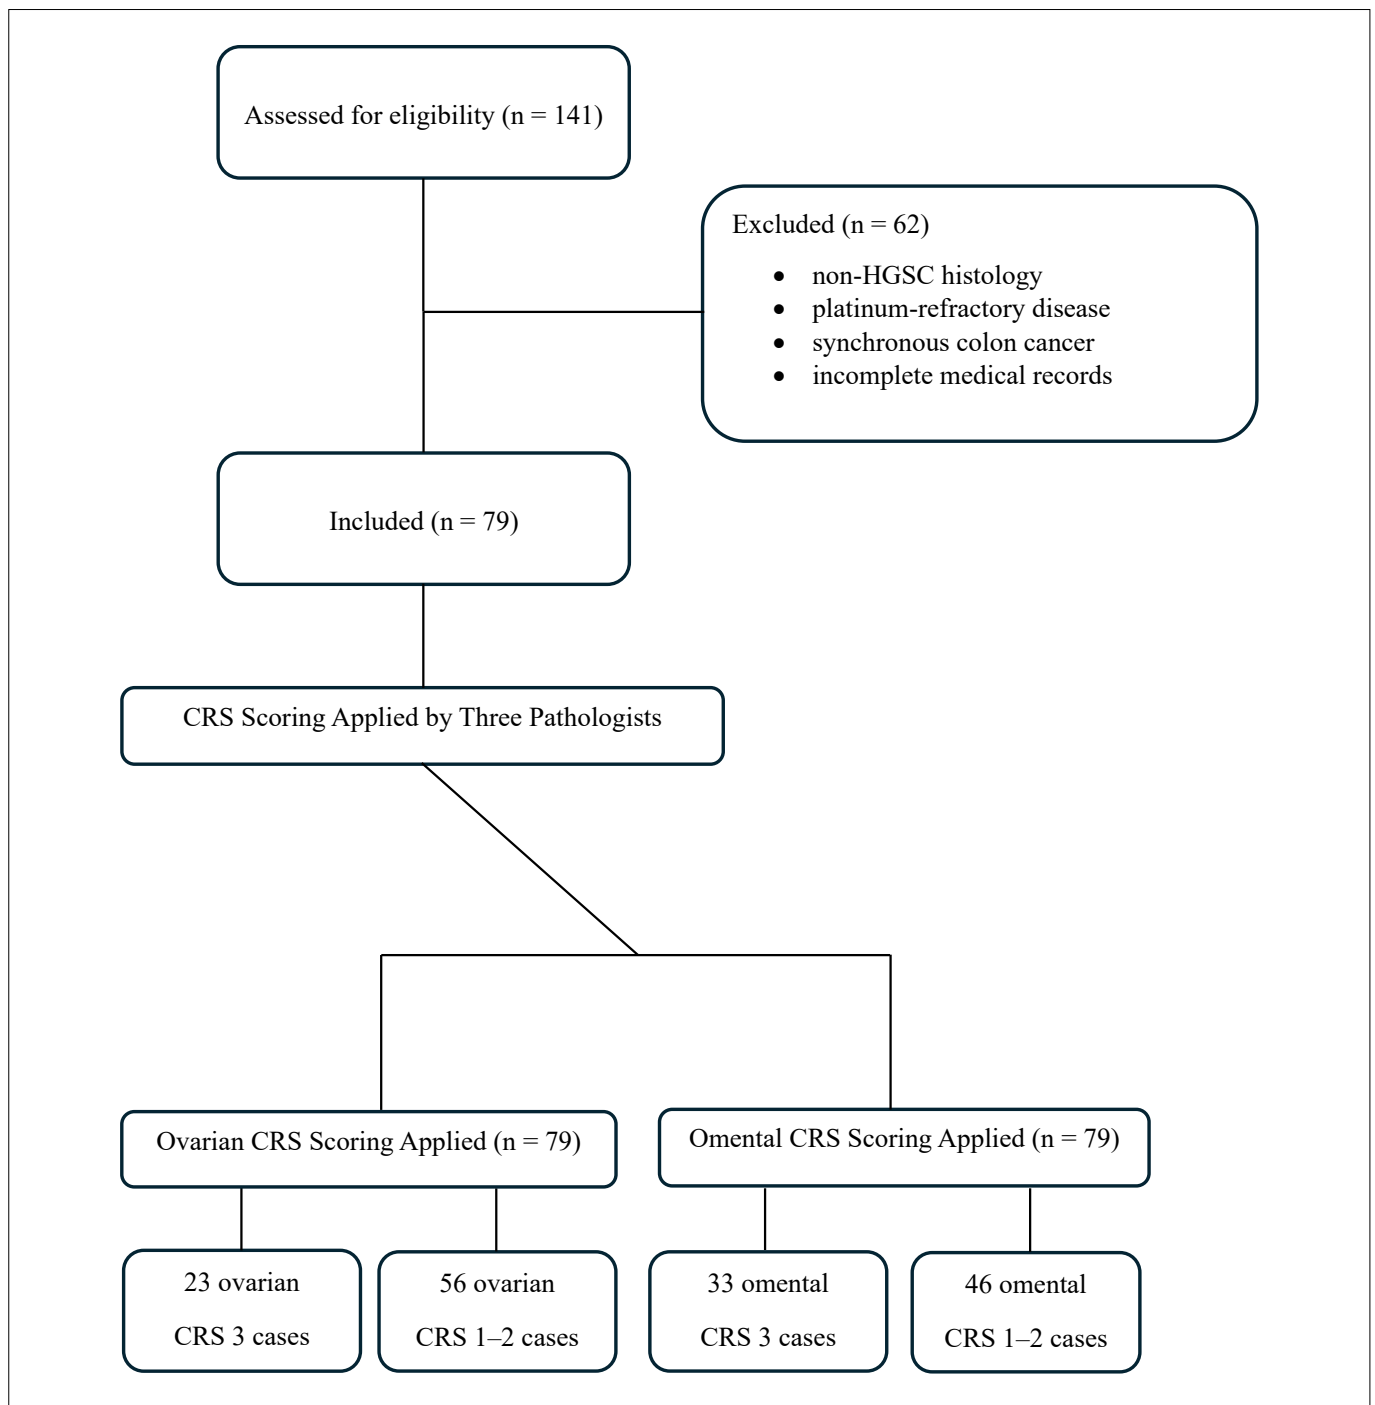 Assessed for eligibility (n = 141)
Excluded (n = 62)
• non-HGSC histology
• platinum-refractory disease
• synchronous colon cancer
• incomplete medical records
Included (n = 79)
CRS Scoring Applied by Three Pathologists
Ovarian CRS Scoring Applied (n = 79)
Omental CRS Scoring Applied (n = 79)
23 ovarian
CRS 3 cases
56 ovarian
CRS 1–2 cases
33 omental
CRS 3 cases
46 omental
CRS 1–2 cases